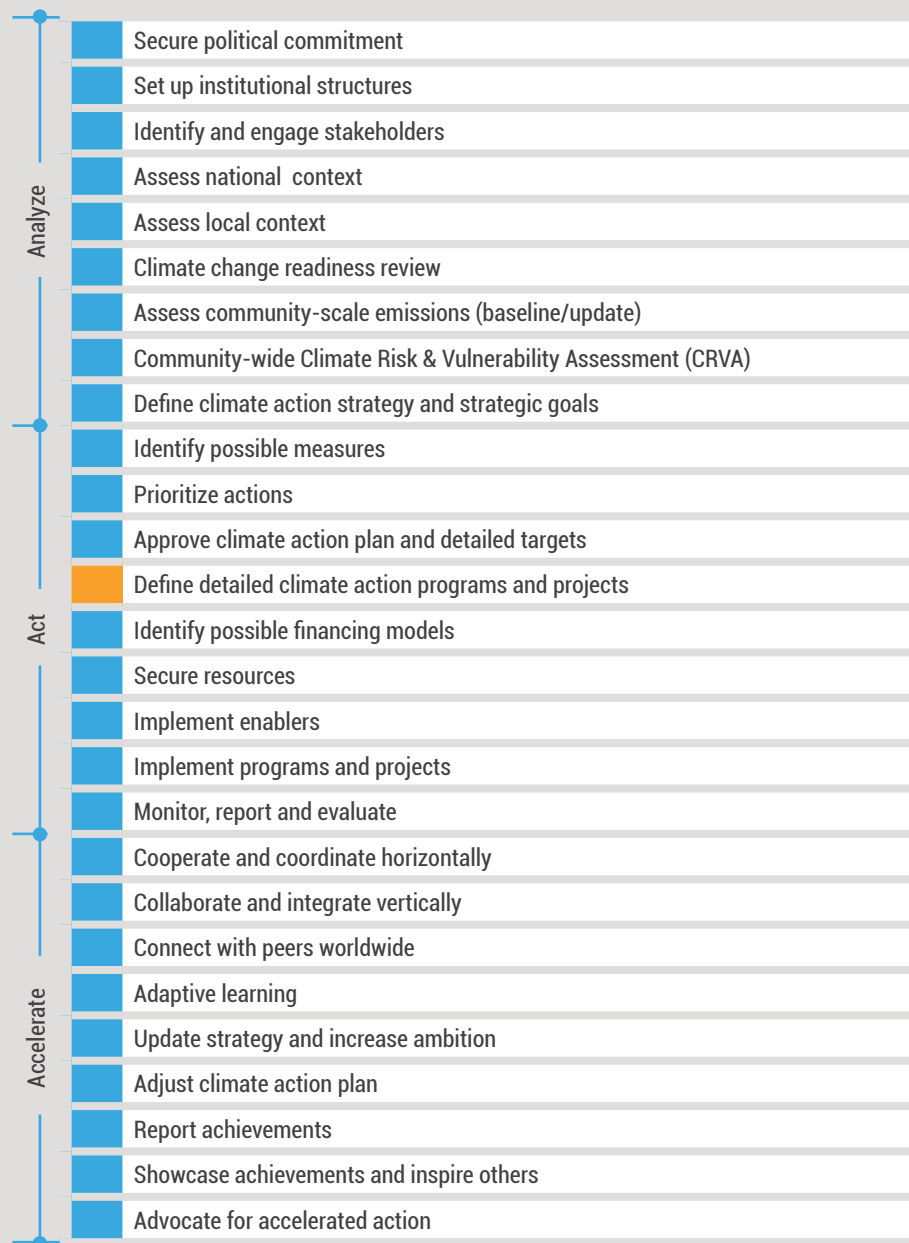 Analyze
Secure political commitment
Set up institutional structures
Identify and engage stakeholders
Assess national  context
Assess local context
Climate change readiness review
Assess community-scale emissions (baseline/update)
Community-wide Climate Risk & Vulnerability Assessment (CRVA)
Define climate action strategy and strategic goals
Act
Identify possible measures
Prioritize actions
Approve climate action plan and detailed targets
Define detailed climate action programs and projects
Identify possible financing models
Secure resources
Implement enablers
Implement programs and projects
Monitor, report and evaluate
Accelerate
Cooperate and coordinate horizontally
Collaborate and integrate vertically
Connect with peers worldwide
Adaptive learning
Update strategy and increase ambition
Adjust climate action plan
Report achievements
Showcase achievements and inspire others
Advocate for accelerated action